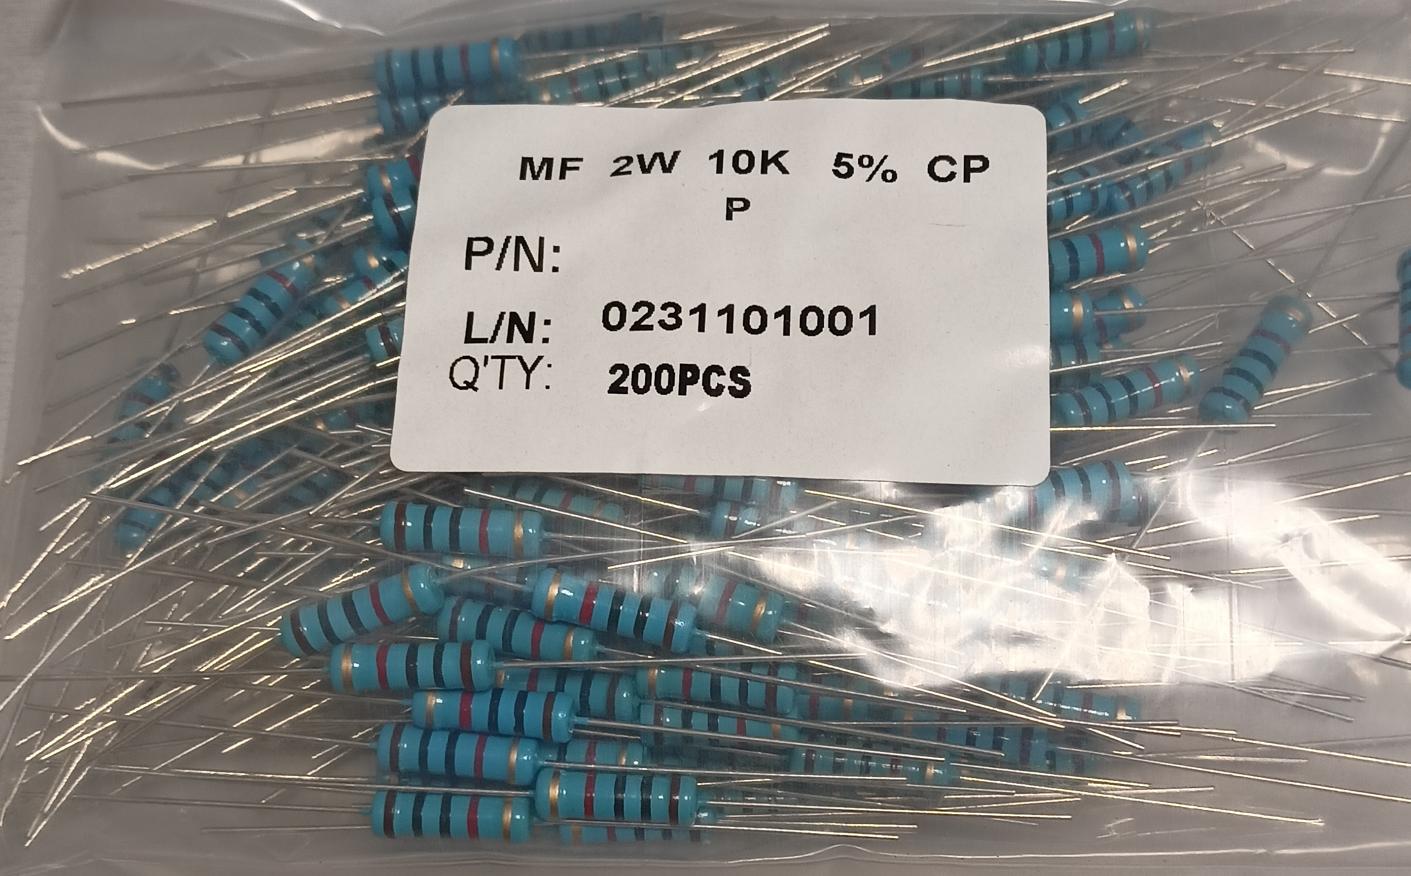 MF 2W 10K 5% CP
P
P/N:
L/N: 0231101001
Q'TY: 200PCS